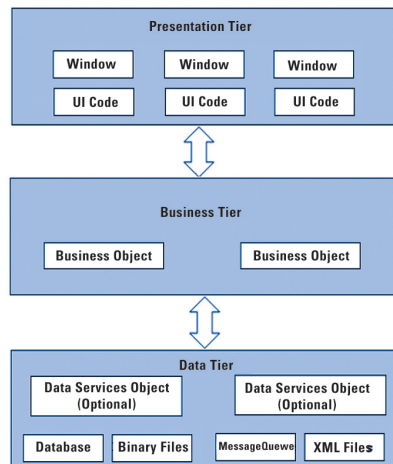 Presentation Tier
Window Window Window
UI Code UI Code UI Code
Business Tier
Business Object Business Object
Data Tier
Data Services Object
(Optional)
Data Services Object
(Optional)
Database Binary Files MessageQuewe XML Files